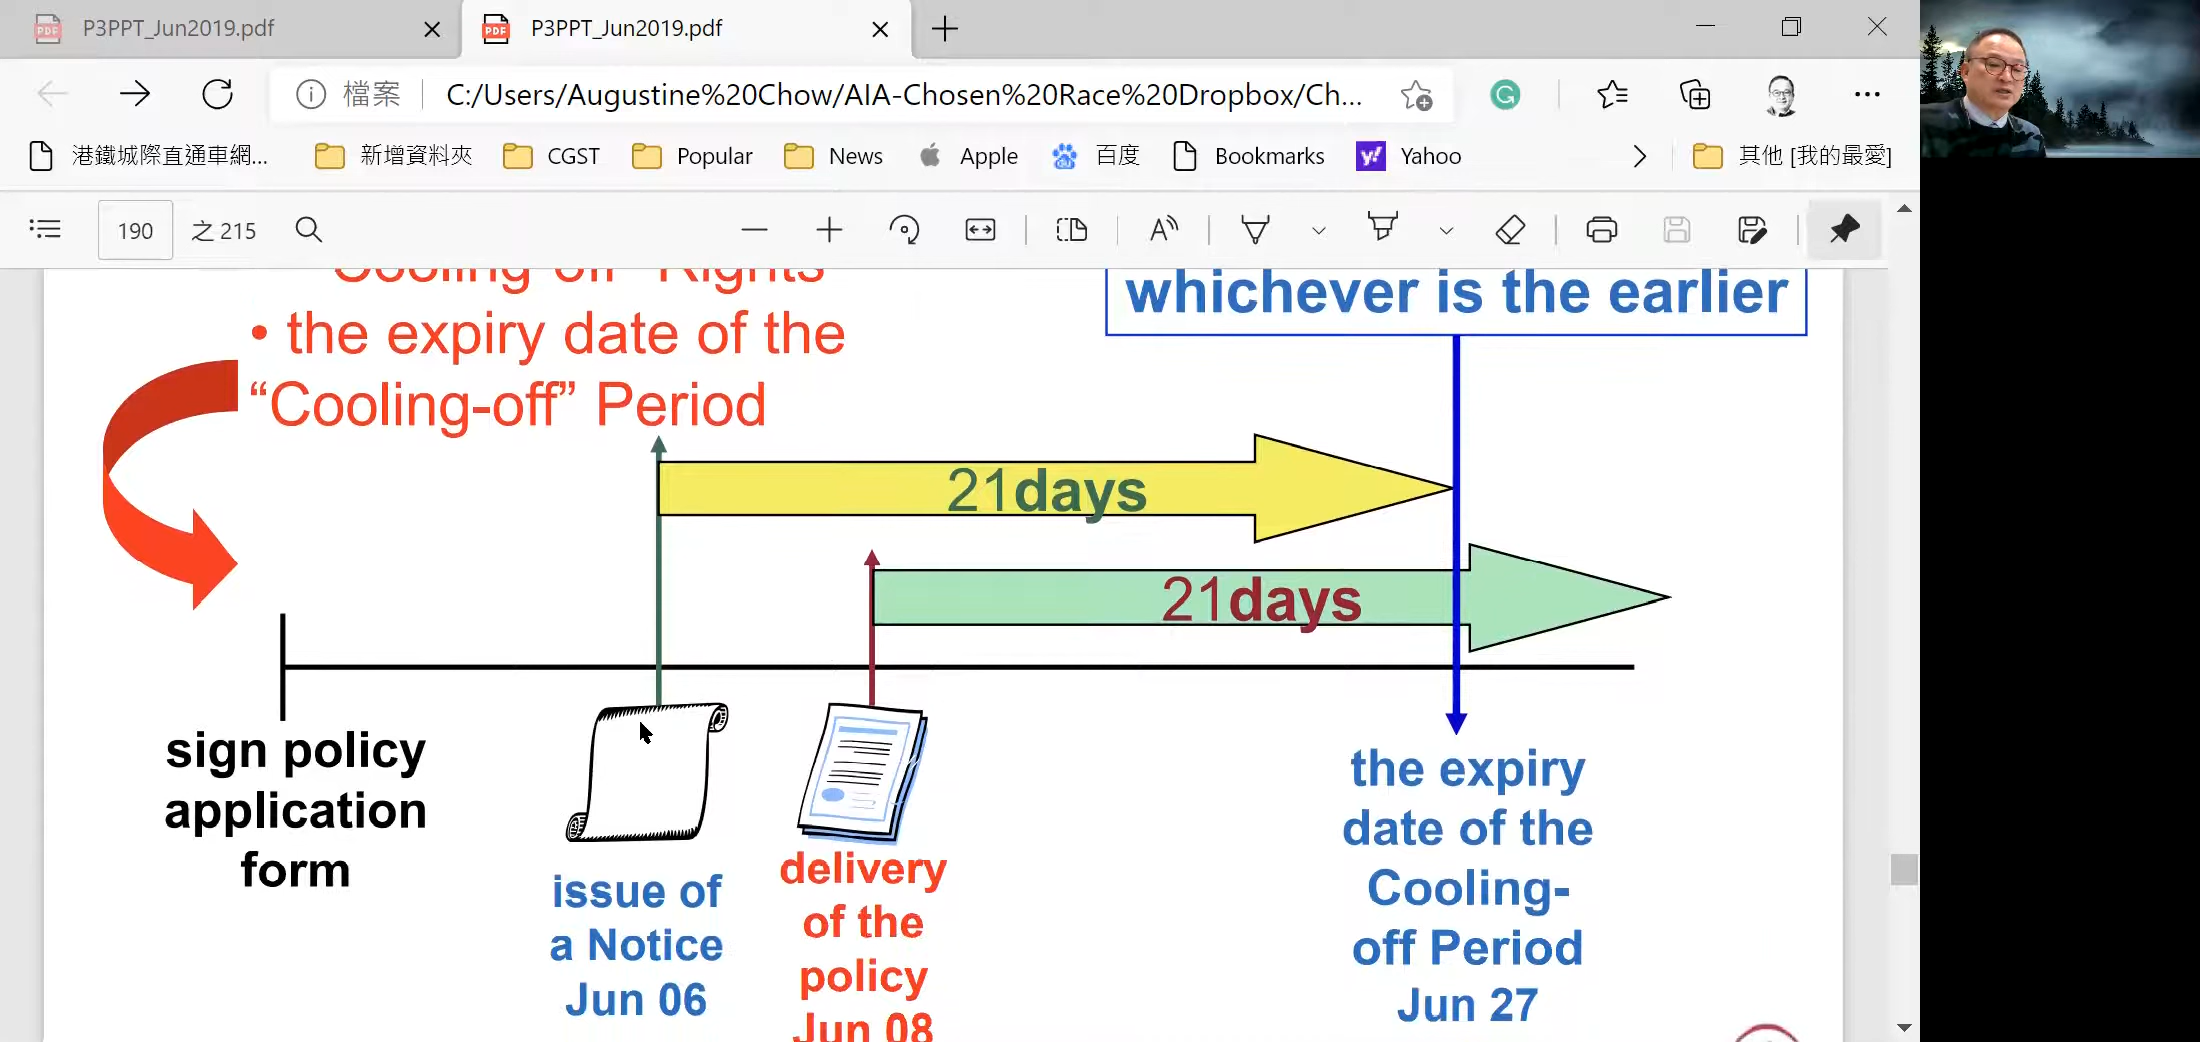 P3PPT_Jun2019.pdf
P3PPT_Jun2019.pdf
檔案
C:/Users/Augustine%20Chow/AIA-Chosen%20Race%20Dropbox/Ch...
港鐵城際直通車網...
新增資料夾
CGST
Popular
News
Apple
百度
Bookmarks
Yahoo
其他 [我的最愛]
190 之 215
"Cooling-off" Rights
• the expiry date of the
“Cooling-off” Period
whichever is the earlier
21days
21days
sign policy
application
form
issue of
a Notice
Jun 06
delivery
of the
policy
Jun 08
the expiry
date of the
Cooling-
off Period
Jun 27